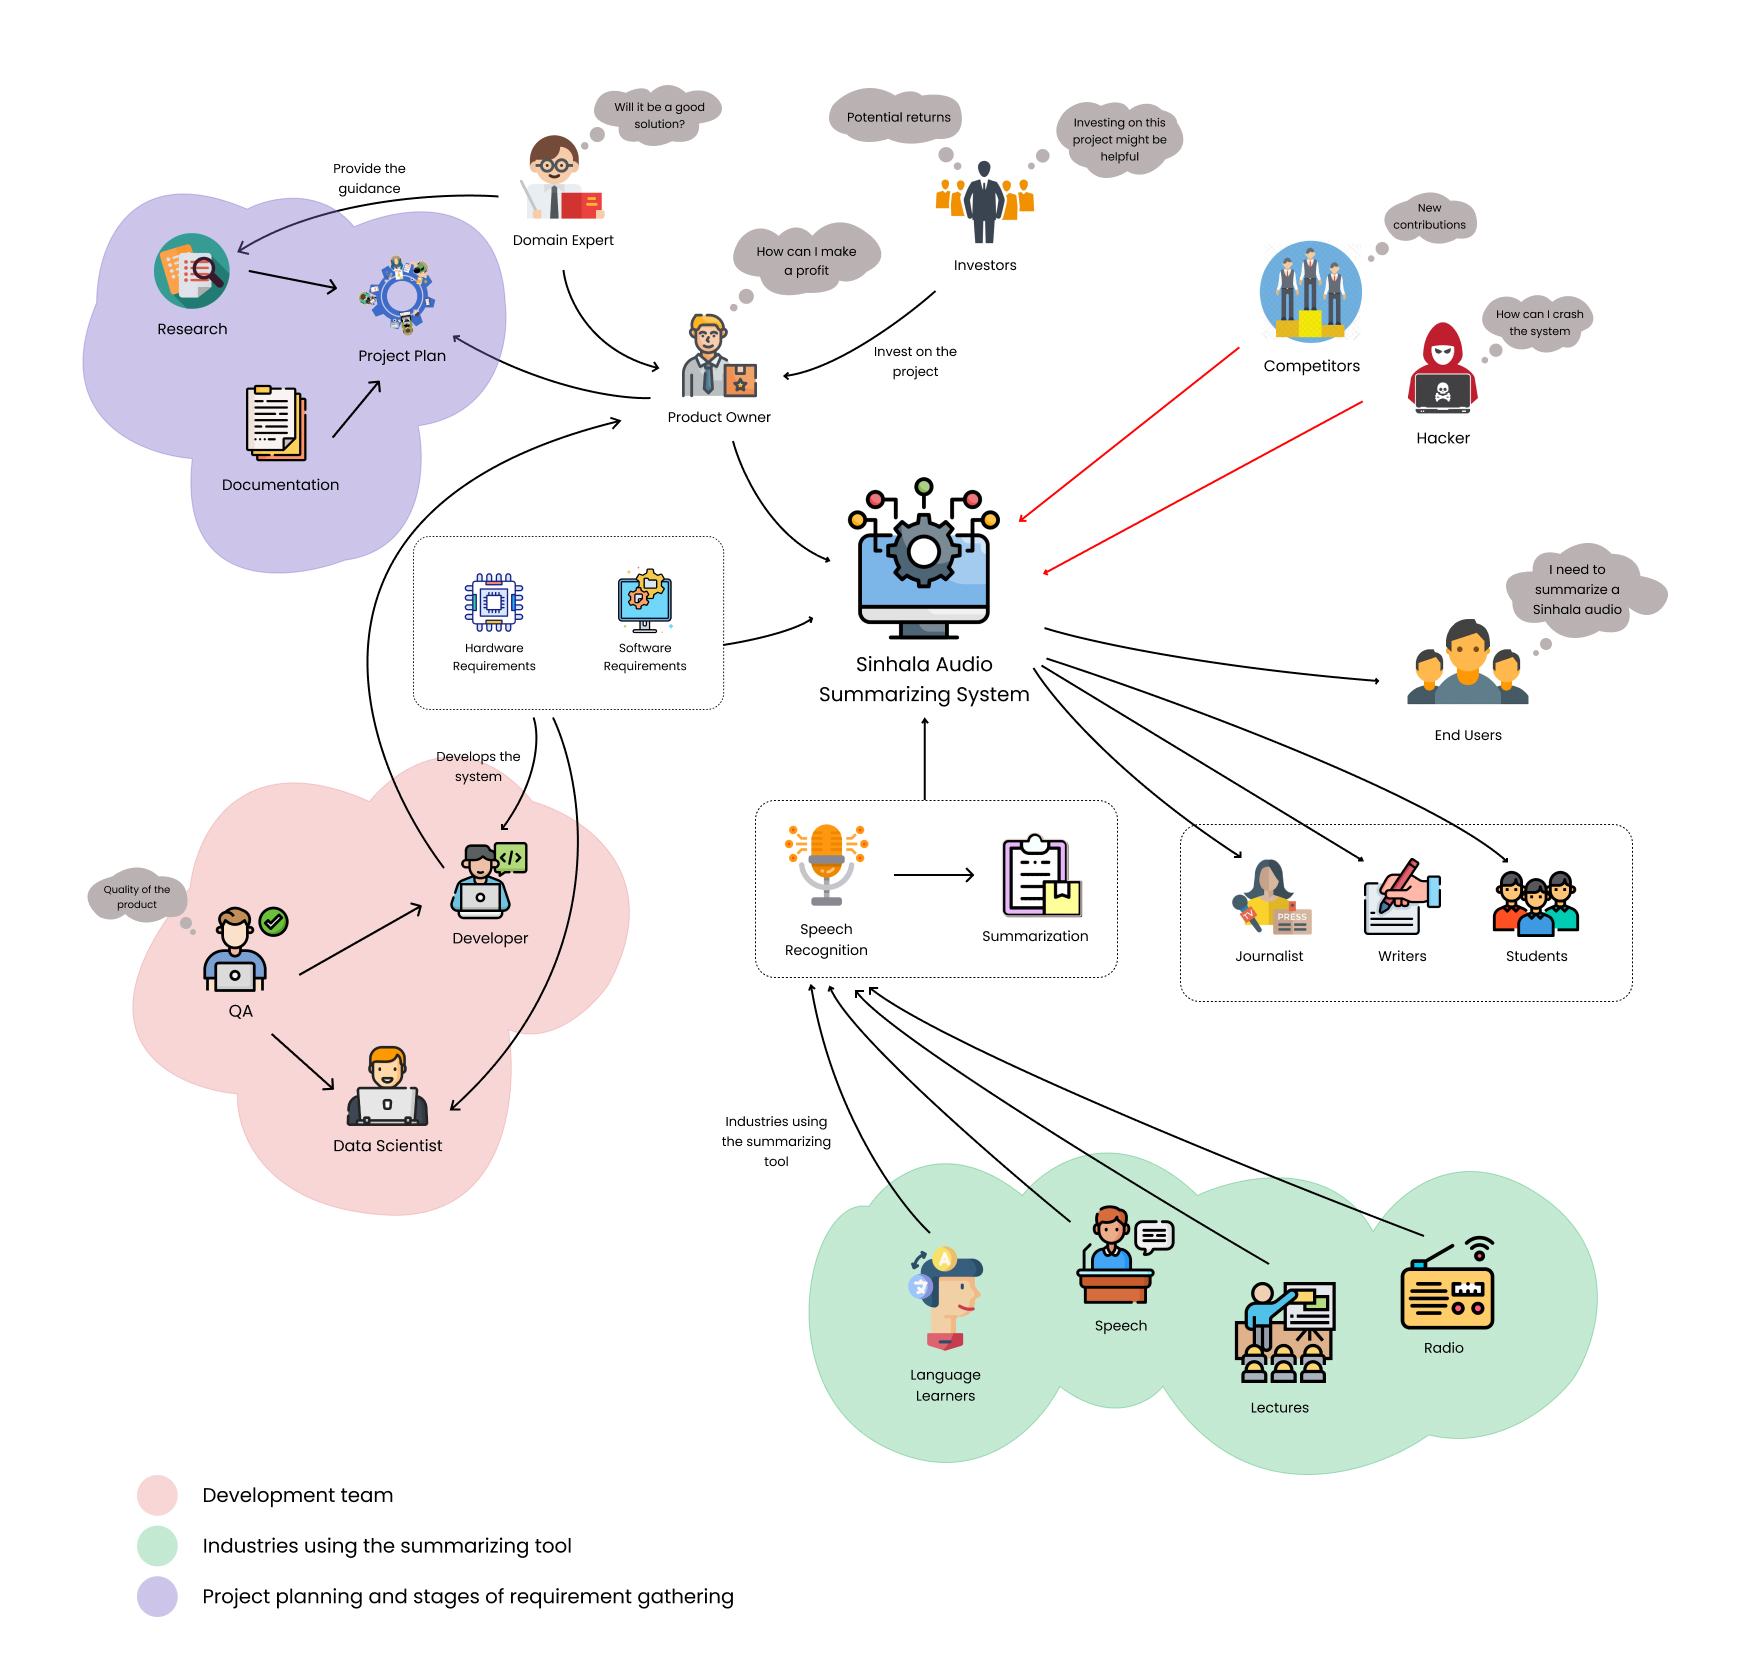 Will it be a good
solution?
Potential returns
Investing on this
project might be
helpful
Provide the
guidance
Domain Expert
Investors
New
contributions
How can I make
a profit
How can I crash
the system
Research
Project Plan
Invest on the
project
Competitors
Product Owner
Hacker
Documentation
Hardware
Requirements
Software
Requirements
Sinhala Audio
Summarizing System
I need to
summarize a
Sinhala audio
End Users
Develops the
system
Quality of the
product
Developer
QA
Data Scientist
Speech
Recognition
Summarization
TV
PRESS
Journalist
Writers
Students
Industries using
the summarizing
tool
A
文
Language
Learners
Speech
Lectures
Radio
Development team
Industries using the summarizing tool
Project planning and stages of requirement gathering